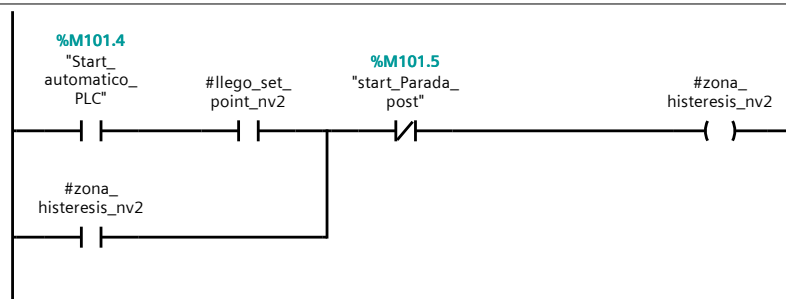 %M101.4
"Start_
automatico_
PLC"
#llego_set_
point_nv2
%M101.5
"start_Parada_
post"
#zona_
histeresis_nv2
#zona_
histeresis_nv2